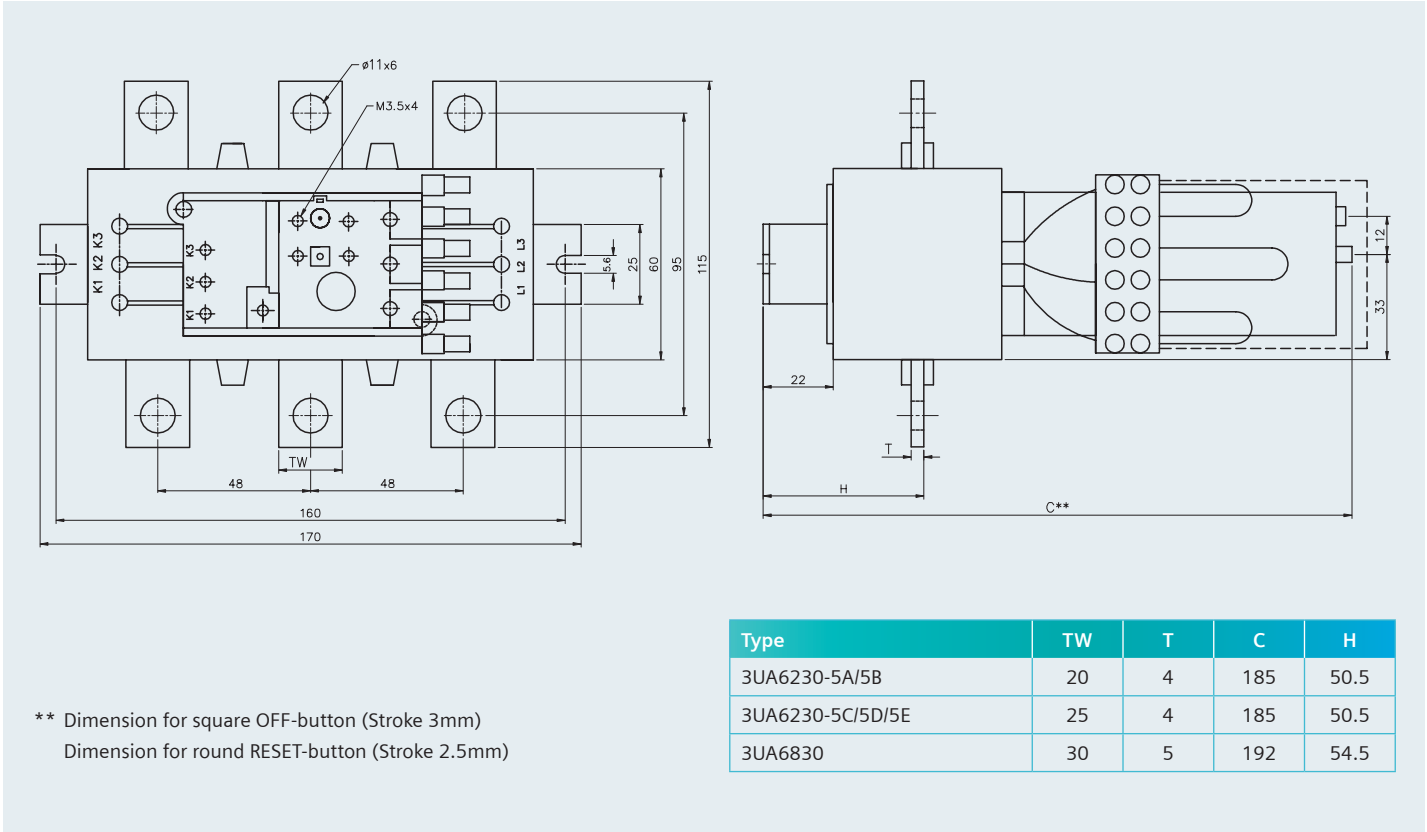 ø11x6
M3.5x4
K1 K2 K3
K3
K2
K1
L3
L2
L1
5.6
25
60
95
115
TW
48
48
160
170
22
T
H
C**
12
33
Type TW T C H
3UA6230-5A/5B 20 4 185 50.5
3UA6230-5C/5D/5E 25 4 185 50.5
3UA6830 30 5 192 54.5
** Dimension for square OFF-button (Stroke 3mm)
Dimension for round RESET-button (Stroke 2.5mm)